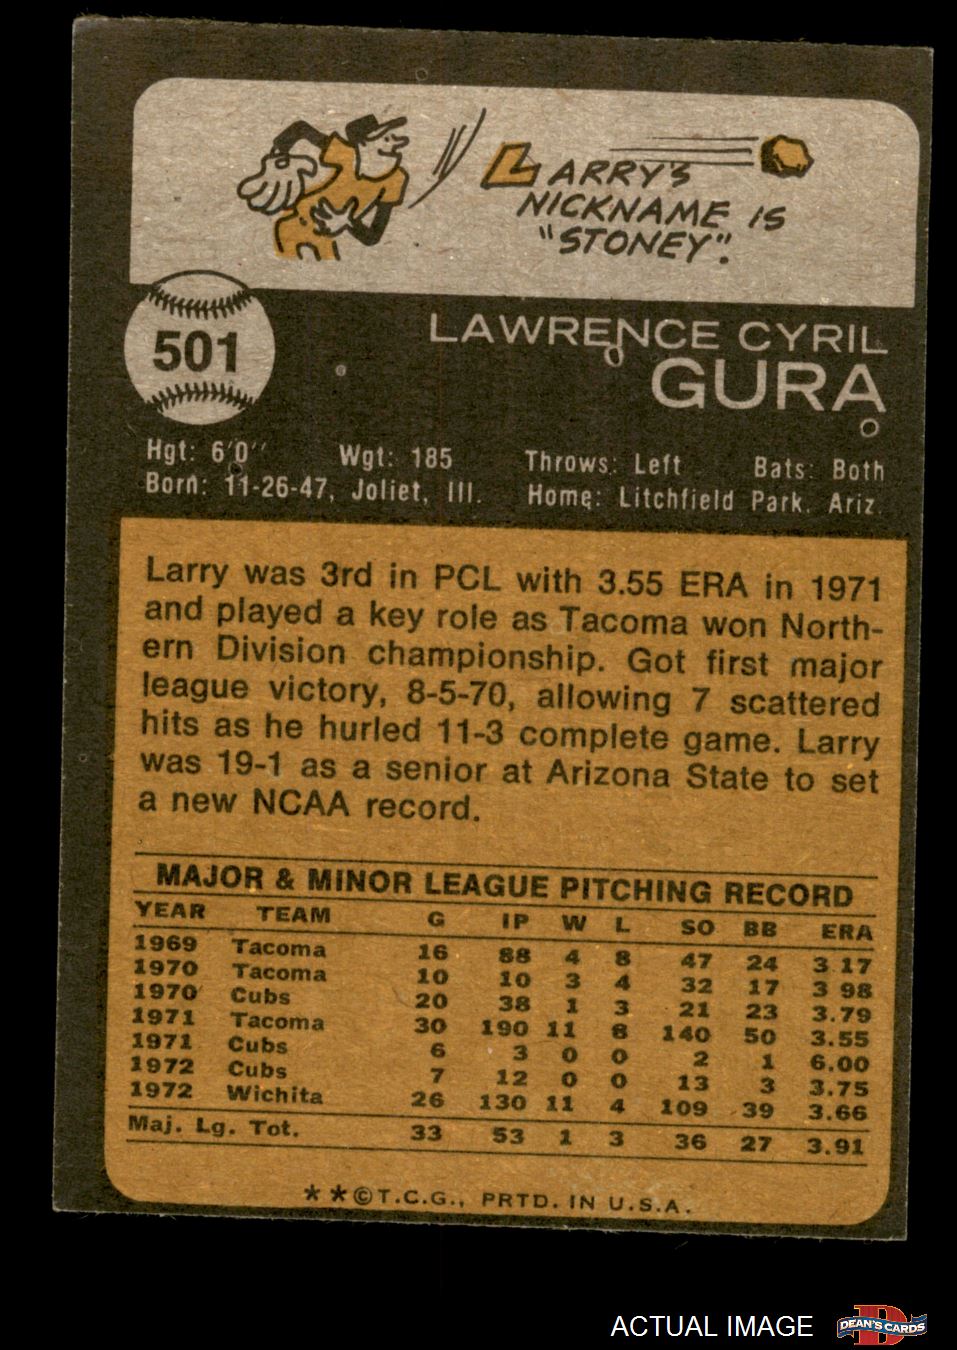 LARRY'S
NICKNAME IS
"STONEY".
501
LAWRENCE CYRIL
GURA
Hgt: 6'0" Wgt: 185 Throws: Left Bats: Both
Born: 11-26-47, Joliet, Ill. Home: Litchfield Park, Ariz.
Larry was 3rd in PCL with 3.55 ERA in 1971
and played a key role as Tacoma won North-
ern Division championship. Got first major
league victory, 8-5-70, allowing 7 scattered
hits as he hurled 11-3 complete game. Larry
was 19-1 as a senior at Arizona State to set
a new NCAA record.
MAJOR & MINOR LEAGUE PITCHING RECORD
YEAR TEAM G IP W L SO BB ERA
1969 Tacoma 16 88 4 8 47 24 3.17
1970 Tacoma 10 10 3 4 32 17 3.98
1970 Cubs 20 38 1 3 21 23 3.79
1971 Tacoma 30 190 11 8 140 50 3.55
1971 Cubs 6 3 0 0 2 1 6.00
1972 Cubs 7 12 0 0 13 3 3.75
1972 Wichita 26 130 11 4 109 39 3.66
Maj. Lg. Tot. 33 53 1 3 36 27 3.91
**©T.C.G., PRTD. IN U.S.A.
ACTUAL IMAGE DEAN'S CARDS